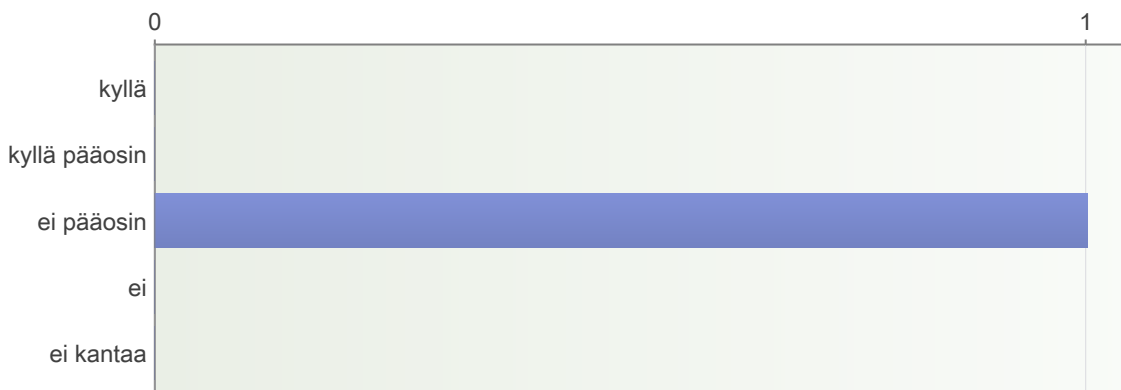 0 1
kyllä
kyllä pääosin
ei pääosin
ei
ei kantaa